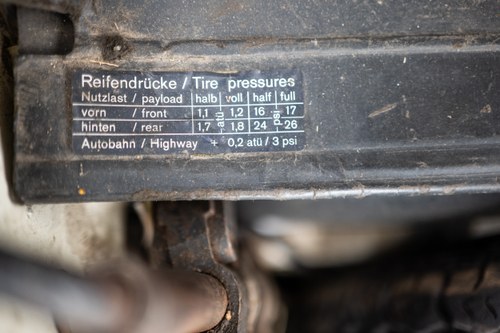 Reifendrücke / Tire pressures
Nutzlast / payload halb voll half full
vorn / front 1,1 atü 1,2 16 psi 17
hinten / rear 1,7 1,8 24 26
Autobahn / Highway + 0,2 atü / 3 psi